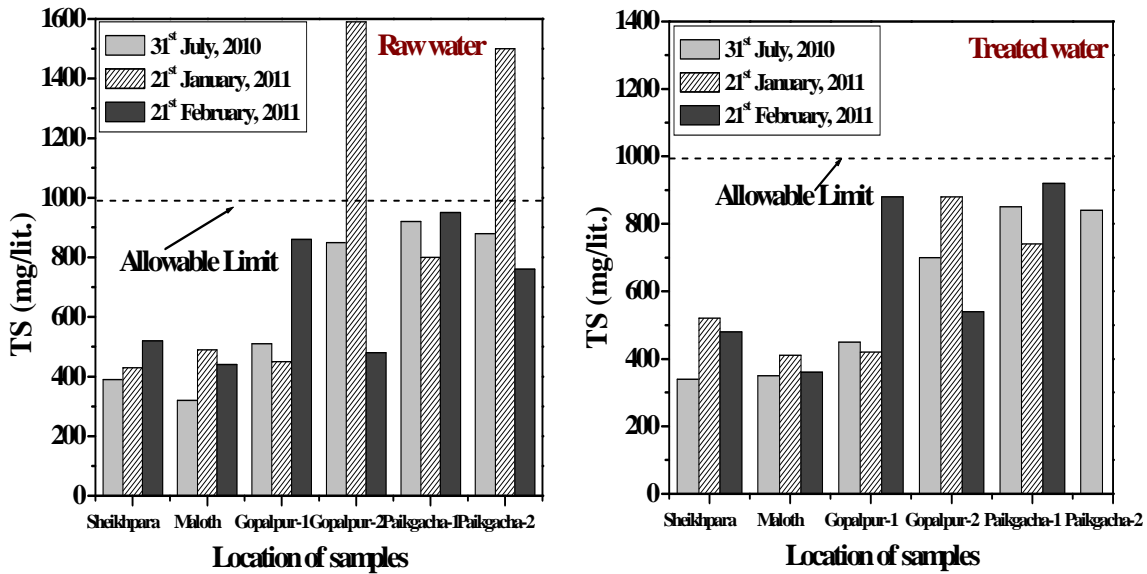 1600
1400
1200
1000
800
600
400
200
0
TS (mg/lit.)
31st July, 2010
21st January, 2011
21st February, 2011
Raw water
Allowable Limit
Sheikhpara Maloth Gopalpur-1 Gopalpur-2 Paikgacha-1 Paikgacha-2
Location of samples
1400
1200
1000
800
600
400
200
0
TS (mg/lit.)
31st July, 2010
21st January, 2011
21st February, 2011
Treated water
Allowable Limit
Sheikhpara Maloth Gopalpur-1 Gopalpur-2 Paikgacha-1 Paikgacha-2
Location of samples